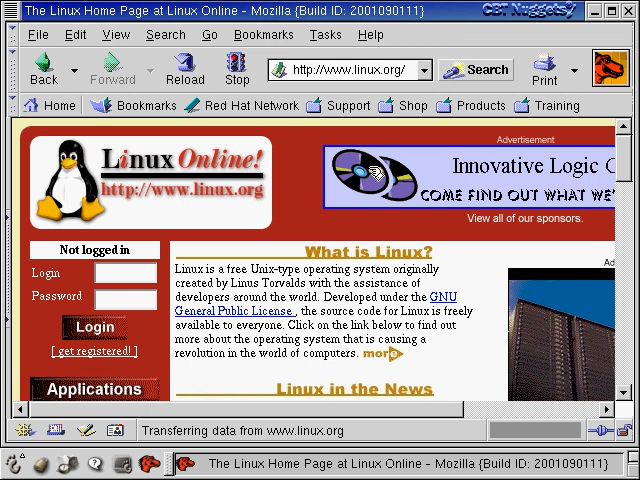 The Linux Home Page at Linux Online - Mozilla {Build ID: 2001090111}
CBT Nuggets
File Edit View Search Go Bookmarks Tasks Help
Back Forward Reload Stop http://www.linux.org/ Search Print
Home Bookmarks Red Hat Network Support Shop Products Training
Linux Online!
http://www.linux.org
Advertisement
Innovative Logic C
COME FIND OUT WHAT WE'
View all of our sponsors.
Not logged in
Login
Password
Login
[ get registered! ]
Applications
What is Linux?
Linux is a free Unix-type operating system originally
created by Linus Torvalds with the assistance of
developers around the world. Developed under the GNU
General Public License , the source code for Linux is freely
available to everyone. Click on the link below to find out
more about the operating system that is causing a
revolution in the world of computers. more
Linux in the News
Ad
Transferring data from www.linux.org
The Linux Home Page at Linux Online - Mozilla {Build ID: 2001090111}